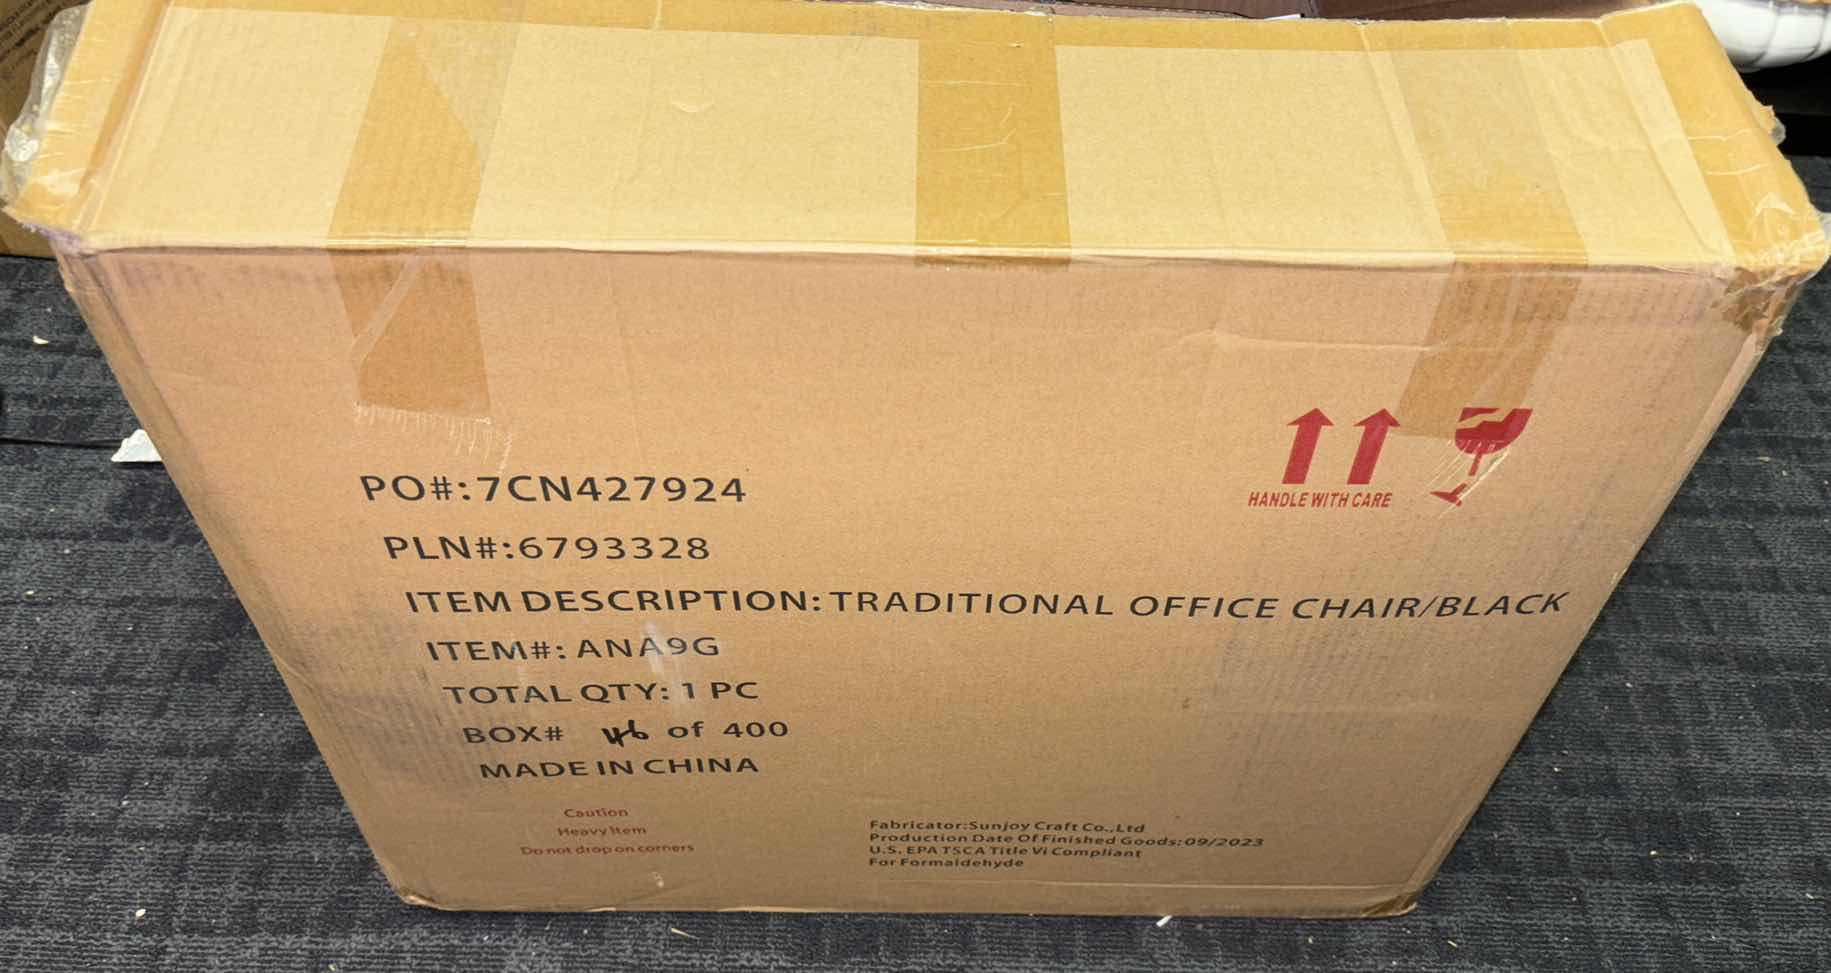 HANDLE WITH CARE
PO#:7CN427924
PLN#:6793328
ITEM DESCRIPTION:TRADITIONAL OFFICE CHAIR/BLACK
ITEM#: ANA9G
TOTAL QTY: 1 PC
BOX# 46 of 400
MADE IN CHINA
Caution
Heavy Item
Do not drop on corners
Fabricator:Sunjoy Craft Co.,Ltd
Production Date Of Finished Goods:09/2023
U.S. EPA TSCA Title Vi Compliant
For Formaldehyde